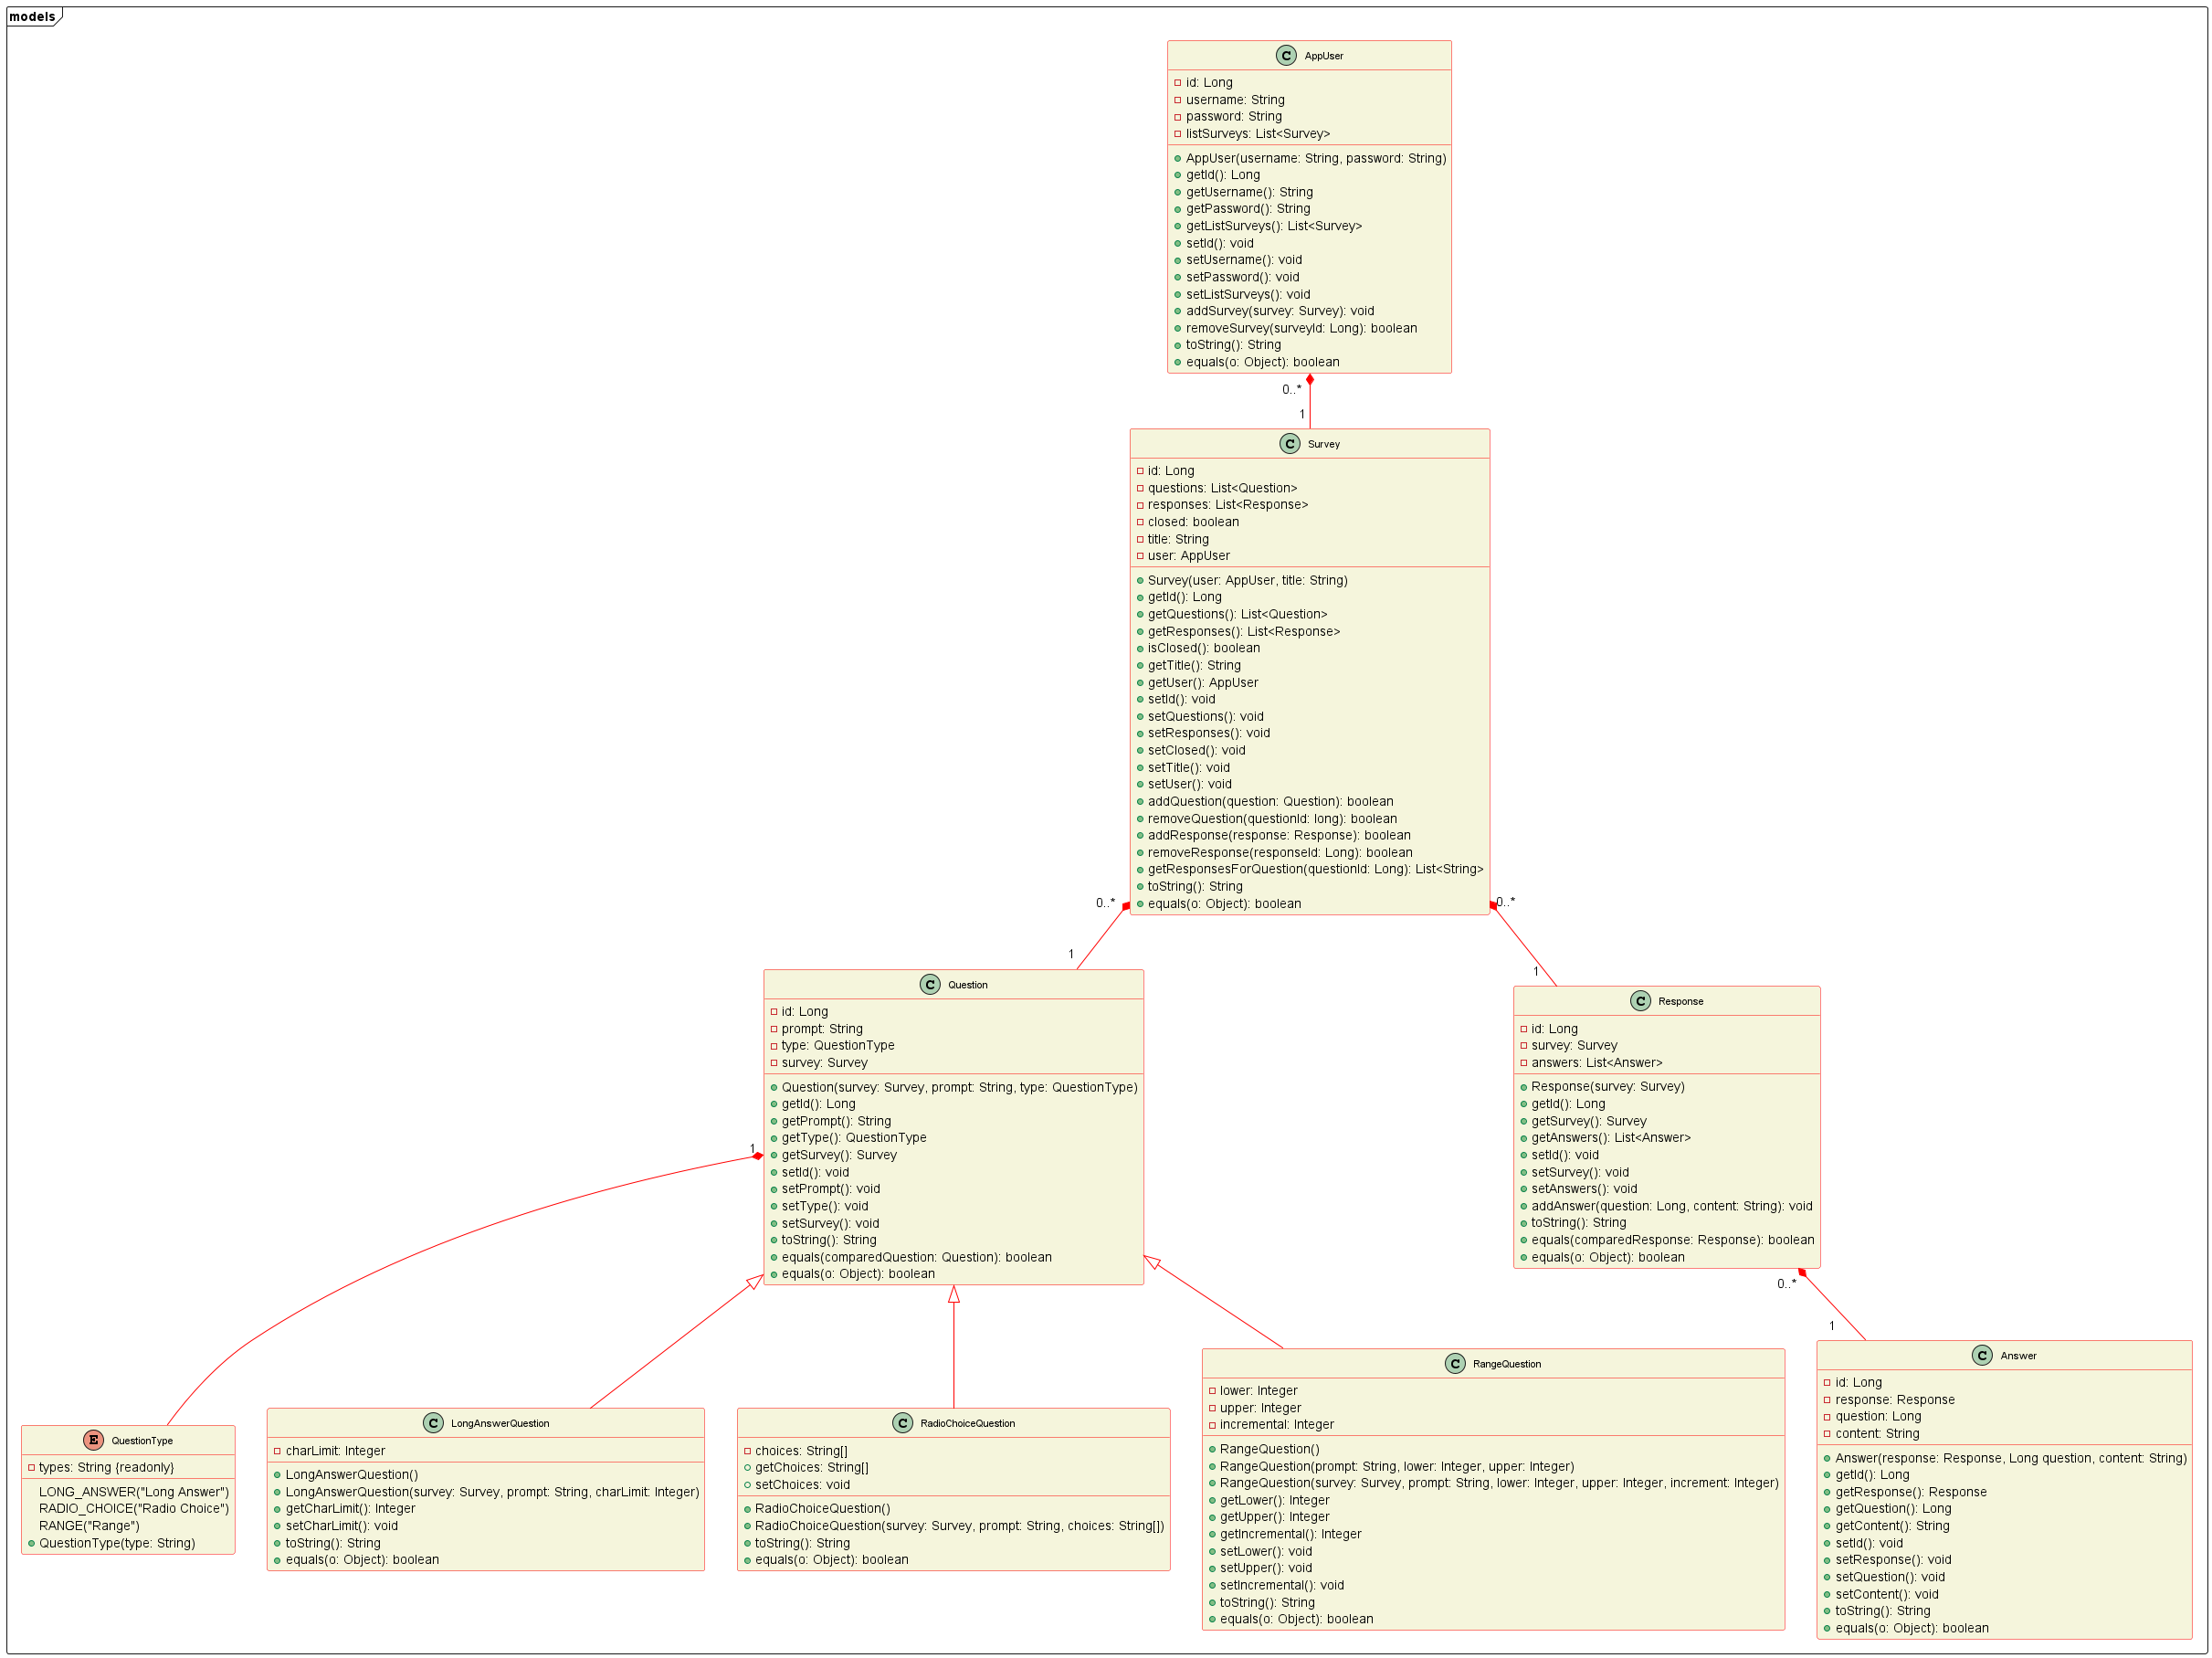 models
C AppUser
id: Long
username: String
password: String
listSurveys: List<Survey>
AppUser(username: String, password: String)
getId(): Long
getUsername(): String
getPassword(): String
getListSurveys(): List<Survey>
setId(): void
setUsername(): void
setPassword(): void
setListSurveys(): void
addSurvey(survey: Survey): void
removeSurvey(surveyId: Long): boolean
toString(): String
equals(o: Object): boolean
0..*
1
C Survey
id: Long
questions: List<Question>
responses: List<Response>
closed: boolean
title: String
user: AppUser
Survey(user: AppUser, title: String)
getId(): Long
getQuestions(): List<Question>
getResponses(): List<Response>
isClosed(): boolean
getTitle(): String
getUser(): AppUser
setId(): void
setQuestions(): void
setResponses(): void
setClosed(): void
setTitle(): void
setUser(): void
addQuestion(question: Question): boolean
removeQuestion(questionId: long): boolean
addResponse(response: Response): boolean
removeResponse(responseId: Long): boolean
getResponsesForQuestion(questionId: Long): List<String>
toString(): String
equals(o: Object): boolean
0..*
0..*
1
1
C Question
id: Long
prompt: String
type: QuestionType
survey: Survey
Question(survey: Survey, prompt: String, type: QuestionType)
getId(): Long
getPrompt(): String
getType(): QuestionType
getSurvey(): Survey
setId(): void
setPrompt(): void
setType(): void
setSurvey(): void
toString(): String
equals(comparedQuestion: Question): boolean
equals(o: Object): boolean
1
C Response
id: Long
survey: Survey
answers: List<Answer>
Response(survey: Survey)
getId(): Long
getSurvey(): Survey
getAnswers(): List<Answer>
setId(): void
setSurvey(): void
setAnswers(): void
addAnswer(question: Long, content: String): void
toString(): String
equals(comparedResponse: Response): boolean
equals(o: Object): boolean
0..*
1
E QuestionType
types: String {readonly}
LONG_ANSWER("Long Answer")
RADIO_CHOICE("Radio Choice")
RANGE("Range")
QuestionType(type: String)
C LongAnswerQuestion
charLimit: Integer
LongAnswerQuestion()
LongAnswerQuestion(survey: Survey, prompt: String, charLimit: Integer)
getCharLimit(): Integer
setCharLimit(): void
toString(): String
equals(o: Object): boolean
C RadioChoiceQuestion
choices: String[]
getChoices: String[]
setChoices: void
RadioChoiceQuestion()
RadioChoiceQuestion(survey: Survey, prompt: String, choices: String[])
toString(): String
equals(o: Object): boolean
C RangeQuestion
lower: Integer
upper: Integer
incremental: Integer
RangeQuestion()
RangeQuestion(prompt: String, lower: Integer, upper: Integer)
RangeQuestion(survey: Survey, prompt: String, lower: Integer, upper: Integer, increment: Integer)
getLower(): Integer
getUpper(): Integer
getIncremental(): Integer
setLower(): void
setUpper(): void
setIncremental(): void
toString(): String
equals(o: Object): boolean
C Answer
id: Long
response: Response
question: Long
content: String
Answer(response: Response, Long question, content: String)
getId(): Long
getResponse(): Response
getQuestion(): Long
getContent(): String
setId(): void
setResponse(): void
setQuestion(): void
setContent(): void
toString(): String
equals(o: Object): boolean